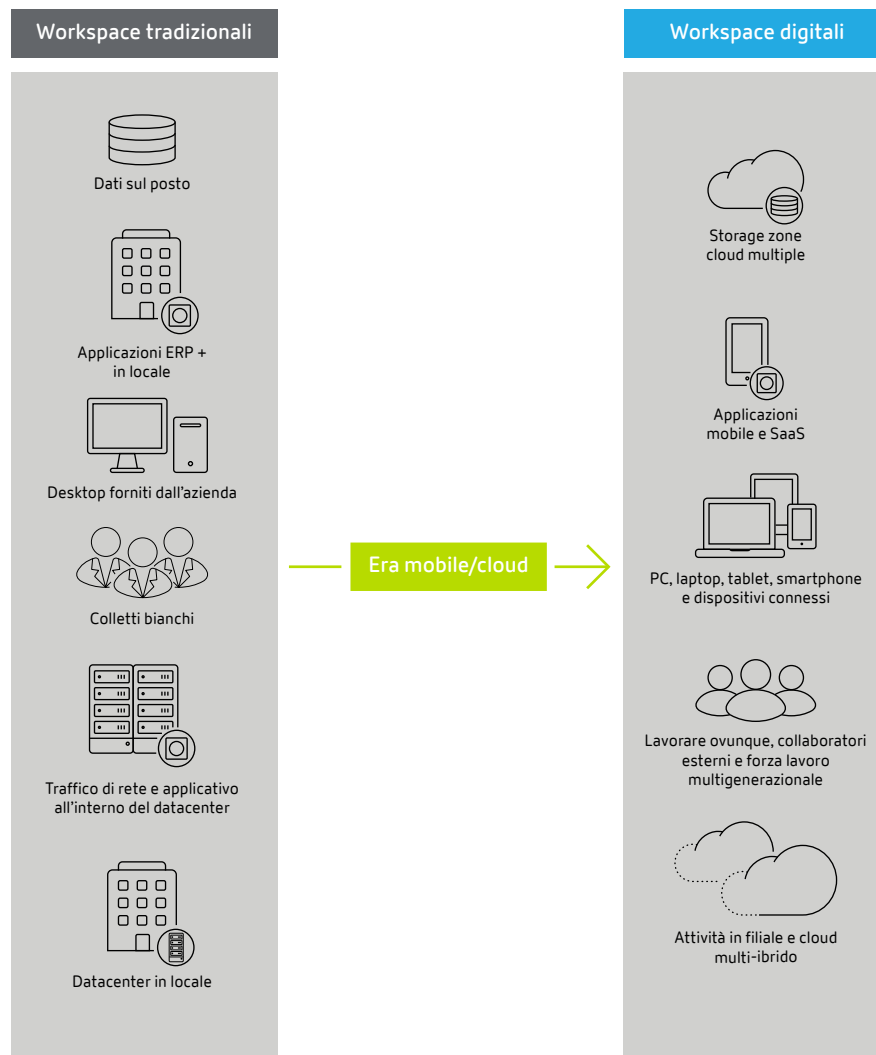 Workspace tradizionali
Dati sul posto
Applicazioni ERP +
in locale
Desktop forniti dall'azienda
Colletti bianchi
Traffico di rete e applicativo
all'interno del datacenter
Datacenter in locale
Era mobile/cloud
Workspace digitali
Storage zone
cloud multiple
Applicazioni
mobile e SaaS
PC, laptop, tablet, smartphone
e dispositivi connessi
Lavorare ovunque, collaboratori
esterni e forza lavoro
multigenerazionale
Attività in filiale e cloud
multi-ibrido